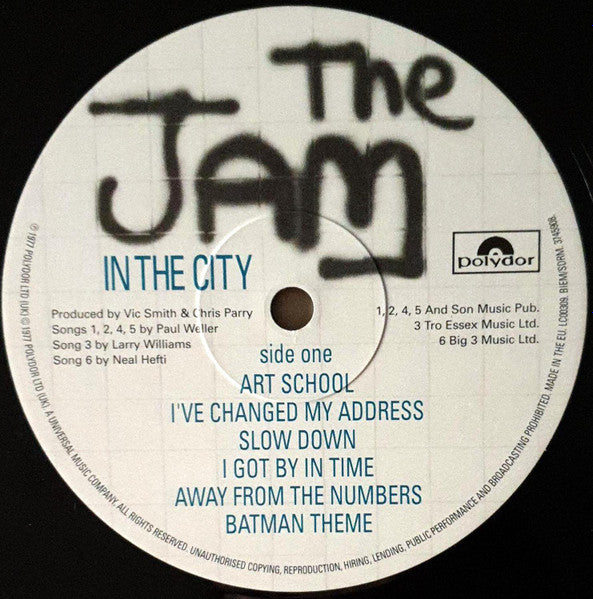 The
JAM
IN THE CITY
polydor
Produced by Vic Smith & Chris Parry
Songs 1, 2, 4, 5 by Paul Weller
Song 3 by Larry Williams
Song 6 by Neal Hefti
1, 2, 4, 5 And Son Music Pub.
3 Tro Essex Music Ltd.
6 Big 3 Music Ltd.
side one
ART SCHOOL
I'VE CHANGED MY ADDRESS
SLOW DOWN
I GOT BY IN TIME
AWAY FROM THE NUMBERS
BATMAN THEME
℗ 1977 POLYDOR LTD (UK) © 1977 POLYDOR LTD (UK). A UNIVERSAL MUSIC COMPANY. ALL RIGHTS RESERVED. UNAUTHORISED COPYING, REPRODUCTION, HIRING, LENDING, PUBLIC PERFORMANCE AND BROADCASTING PROHIBITED. MADE IN THE EU. LC00309. BIEM/SDRM. 3745908.